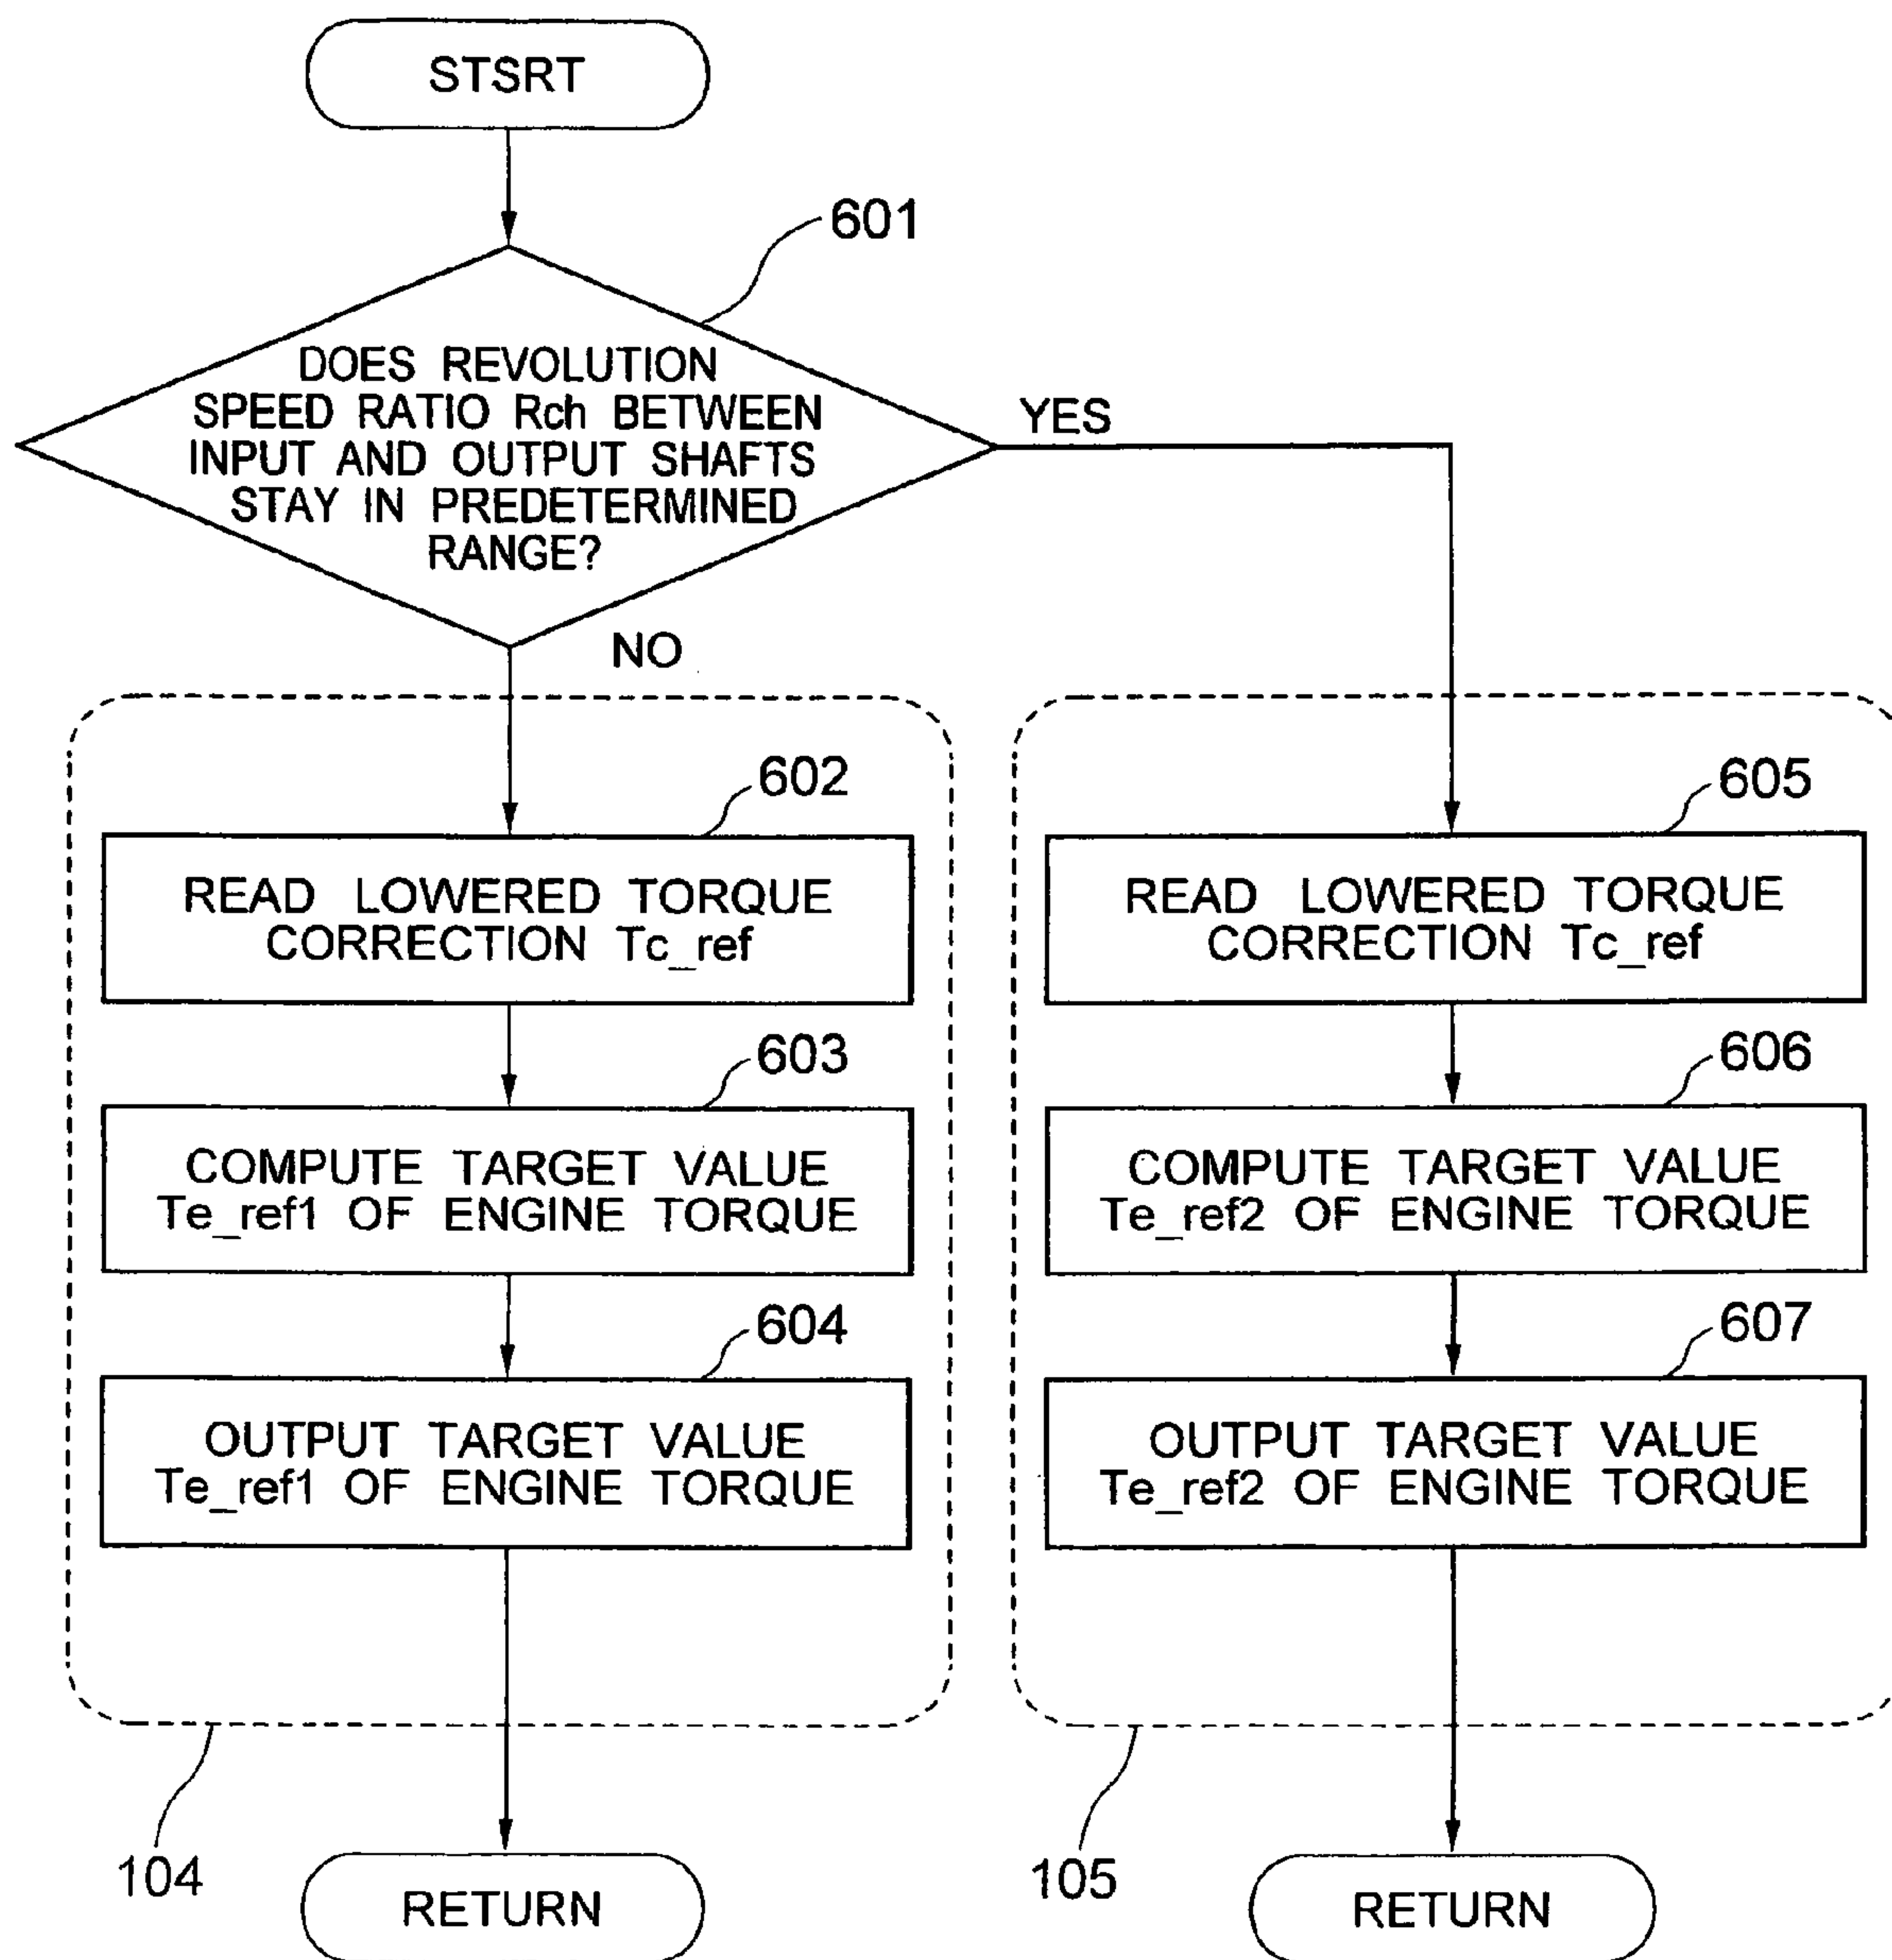 STSRT
601
DOES REVOLUTION
SPEED RATIO Rch BETWEEN
INPUT AND OUTPUT SHAFTS
STAY IN PREDETERMINED
RANGE?
YES
NO
602
READ LOWERED TORQUE
CORRECTION Tc_ref
603
COMPUTE TARGET VALUE
Te_ref1 OF ENGINE TORQUE
604
OUTPUT TARGET VALUE
Te_ref1 OF ENGINE TORQUE
104
RETURN
605
READ LOWERED TORQUE
CORRECTION Tc_ref
606
COMPUTE TARGET VALUE
Te_ref2 OF ENGINE TORQUE
607
OUTPUT TARGET VALUE
Te_ref2 OF ENGINE TORQUE
105
RETURN